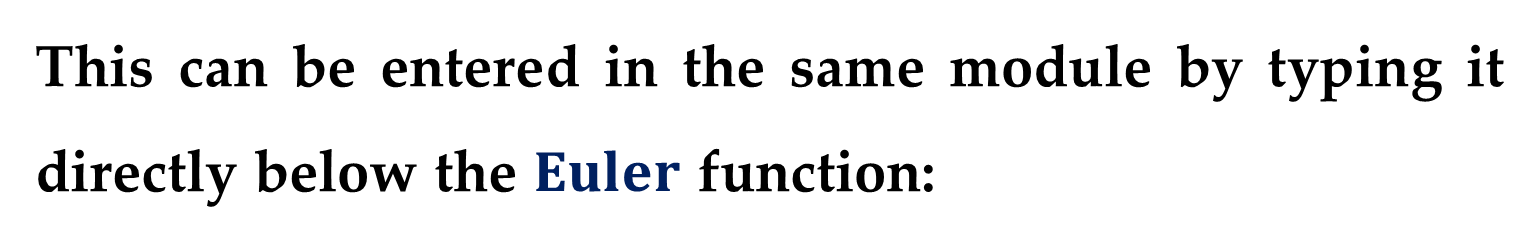 This can be entered in the same module by typing it
directly below the Euler function: